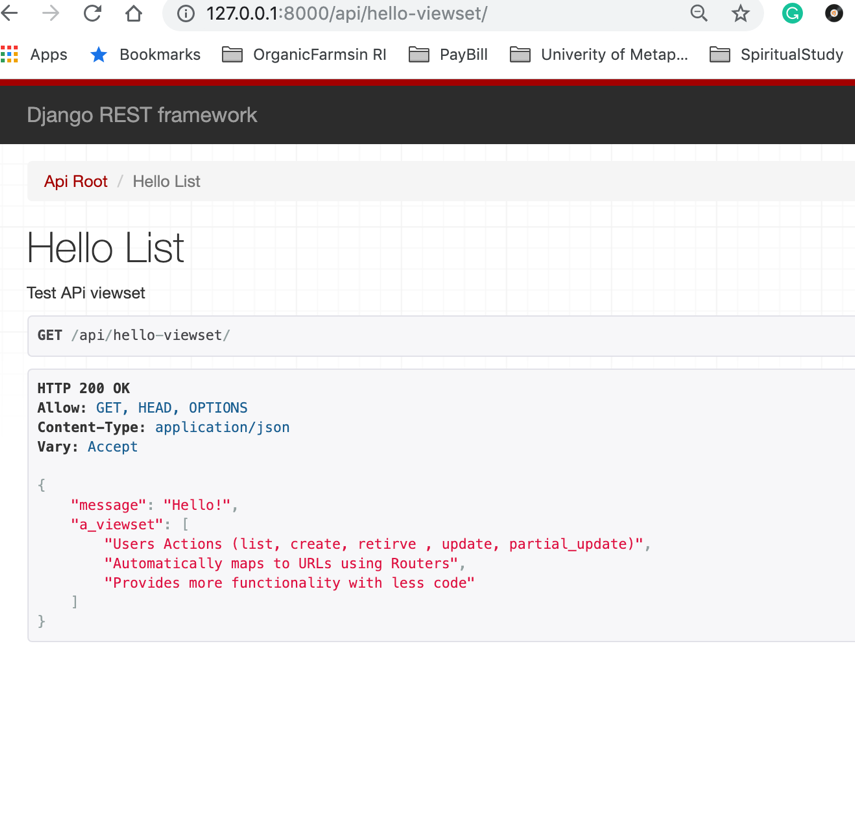 127.0.0.1:8000/api/hello-viewset/
Apps Bookmarks OrganicFarmsin RI PayBill Univerity of Metap... SpiritualStudy
Django REST framework
Api Root / Hello List
Hello List
Test APi viewset
GET /api/hello-viewset/
HTTP 200 OK
Allow: GET, HEAD, OPTIONS
Content-Type: application/json
Vary: Accept
{
"message": "Hello!",
"a_viewset": [
"Users Actions (list, create, retirve , update, partial_update)",
"Automatically maps to URLs using Routers",
"Provides more functionality with less code"
]
}